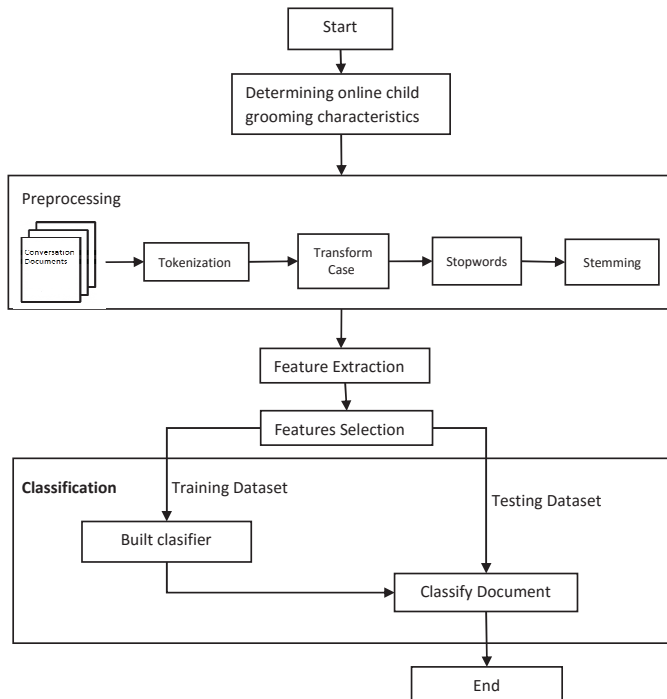 Start
Determining online child
grooming characteristics
Preprocessing
Conversation
Documents
Tokenization
Transform
Case
Stopwords
Stemming
Feature Extraction
Features Selection
Classification
Training Dataset
Testing Dataset
Built clasifier
Classify Document
End